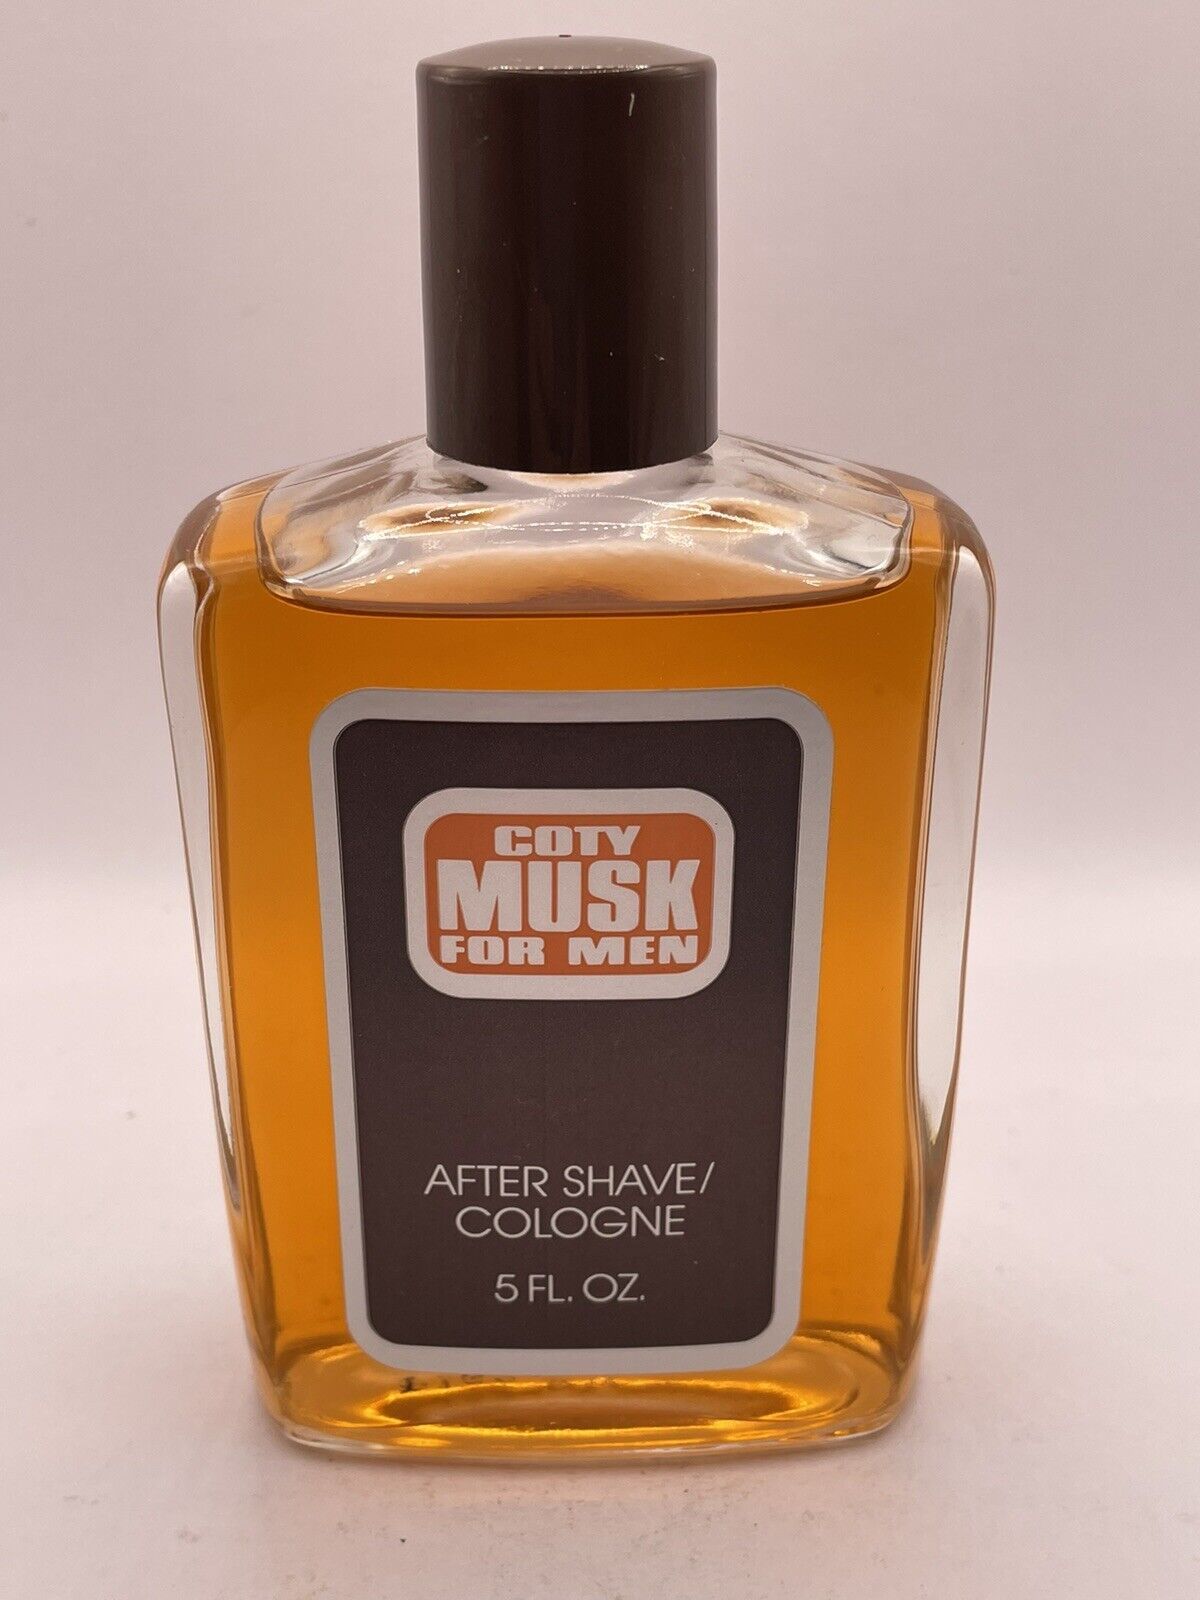 COTY
MUSK
FOR MEN
AFTER SHAVE/
COLOGNE
5 FL. OZ.